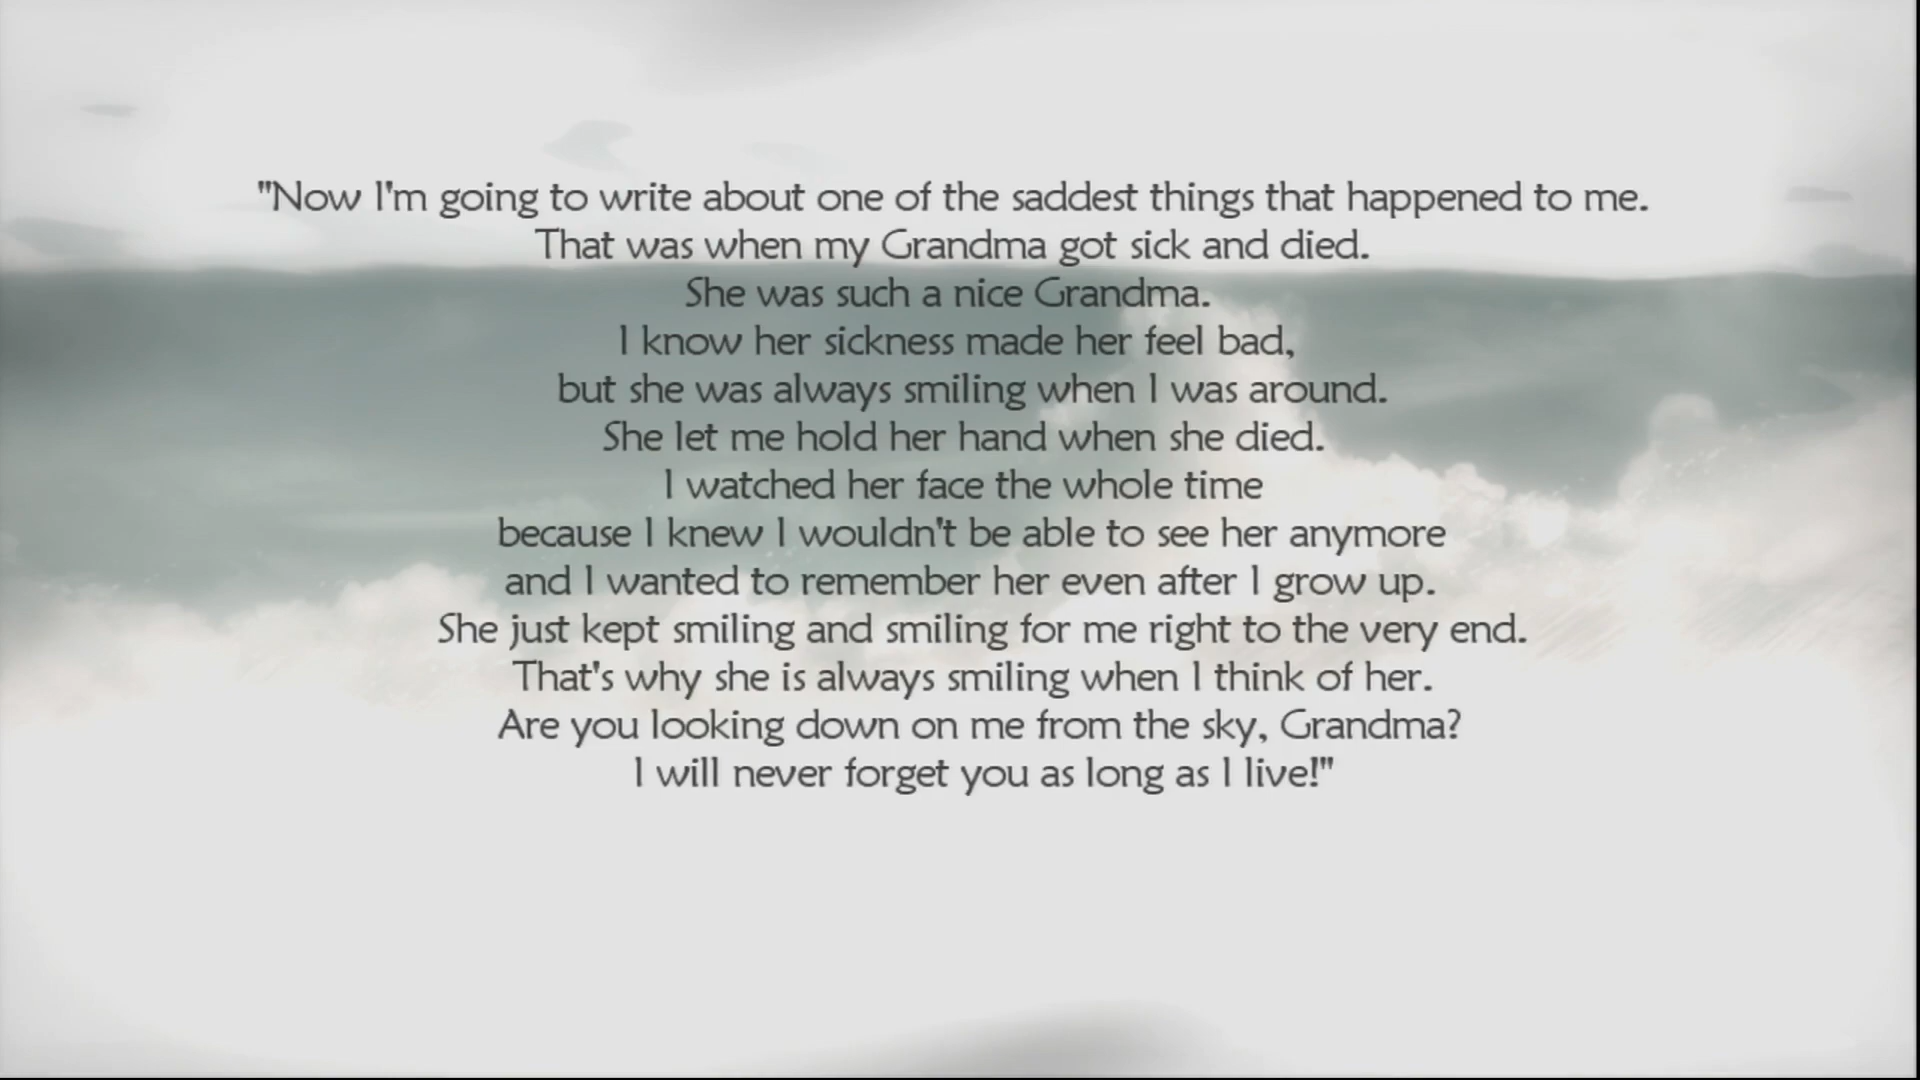 "Now I'm going to write about one of the saddest things that happened to me.
That was when my Grandma got sick and died.
She was such a nice Grandma.
I know her sickness made her feel bad,
but she was always smiling when I was around.
She let me hold her hand when she died.
I watched her face the whole time
because I knew I wouldn't be able to see her anymore
and I wanted to remember her even after I grow up.
She just kept smiling and smiling for me right to the very end.
That's why she is always smiling when I think of her.
Are you looking down on me from the sky, Grandma?
I will never forget you as long as I live!"